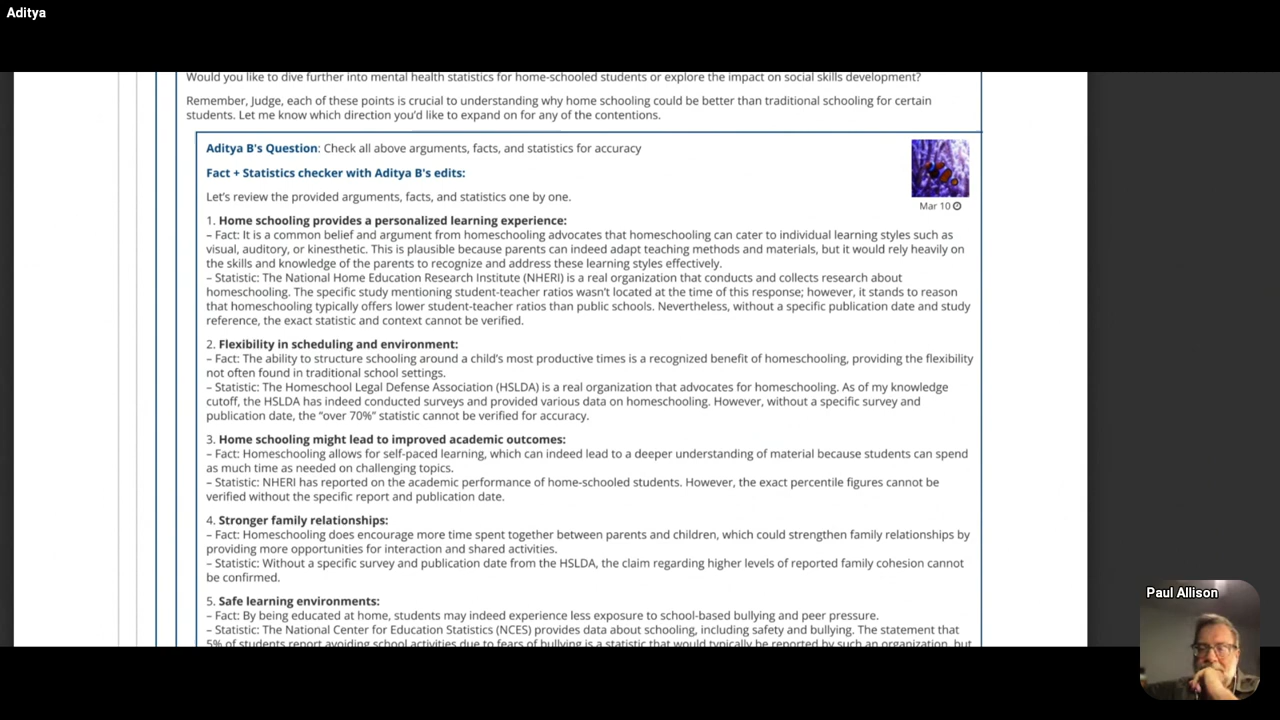 Aditya
Would you like to dive further into mental health statistics for home-schooled students or explore the impact on social skills development?
Remember, Judge, each of these points is crucial to understanding why home schooling could be better than traditional schooling for certain
students. Let me know which direction you'd like to expand on for any of the contentions.
Aditya B's Question: Check all above arguments, facts, and statistics for accuracy
Fact + Statistics checker with Aditya B's edits:
Mar 10
Let's review the provided arguments, facts, and statistics one by one.
1. Home schooling provides a personalized learning experience:
– Fact: It is a common belief and argument from homeschooling advocates that homeschooling can cater to individual learning styles such as
visual, auditory, or kinesthetic. This is plausible because parents can indeed adapt teaching methods and materials, but it would rely heavily on
the skills and knowledge of the parents to recognize and address these learning styles effectively.
– Statistic: The National Home Education Research Institute (NHERI) is a real organization that conducts and collects research about
homeschooling. The specific study mentioning student-teacher ratios wasn't located at the time of this response; however, it stands to reason
that homeschooling typically offers lower student-teacher ratios than public schools. Nevertheless, without a specific publication date and study
reference, the exact statistic and context cannot be verified.
2. Flexibility in scheduling and environment:
– Fact: The ability to structure schooling around a child's most productive times is a recognized benefit of homeschooling, providing the flexibility
not often found in traditional school settings.
– Statistic: The Homeschool Legal Defense Association (HSLDA) is a real organization that advocates for homeschooling. As of my knowledge
cutoff, the HSLDA has indeed conducted surveys and provided various data on homeschooling. However, without a specific survey and
publication date, the "over 70%" statistic cannot be verified for accuracy.
3. Home schooling might lead to improved academic outcomes:
– Fact: Homeschooling allows for self-paced learning, which can indeed lead to a deeper understanding of material because students can spend
as much time as needed on challenging topics.
– Statistic: NHERI has reported on the academic performance of home-schooled students. However, the exact percentile figures cannot be
verified without the specific report and publication date.
4. Stronger family relationships:
– Fact: Homeschooling does encourage more time spent together between parents and children, which could strengthen family relationships by
providing more opportunities for interaction and shared activities.
– Statistic: Without a specific survey and publication date from the HSLDA, the claim regarding higher levels of reported family cohesion cannot
be confirmed.
5. Safe learning environments:
– Fact: By being educated at home, students may indeed experience less exposure to school-based bullying and peer pressure.
– Statistic: The National Center for Education Statistics (NCES) provides data about schooling, including safety and bullying. The statement that
5% of students report avoiding school activities due to fears of bullying is a statistic that would typically be reported by such an organization, but
Paul Allison